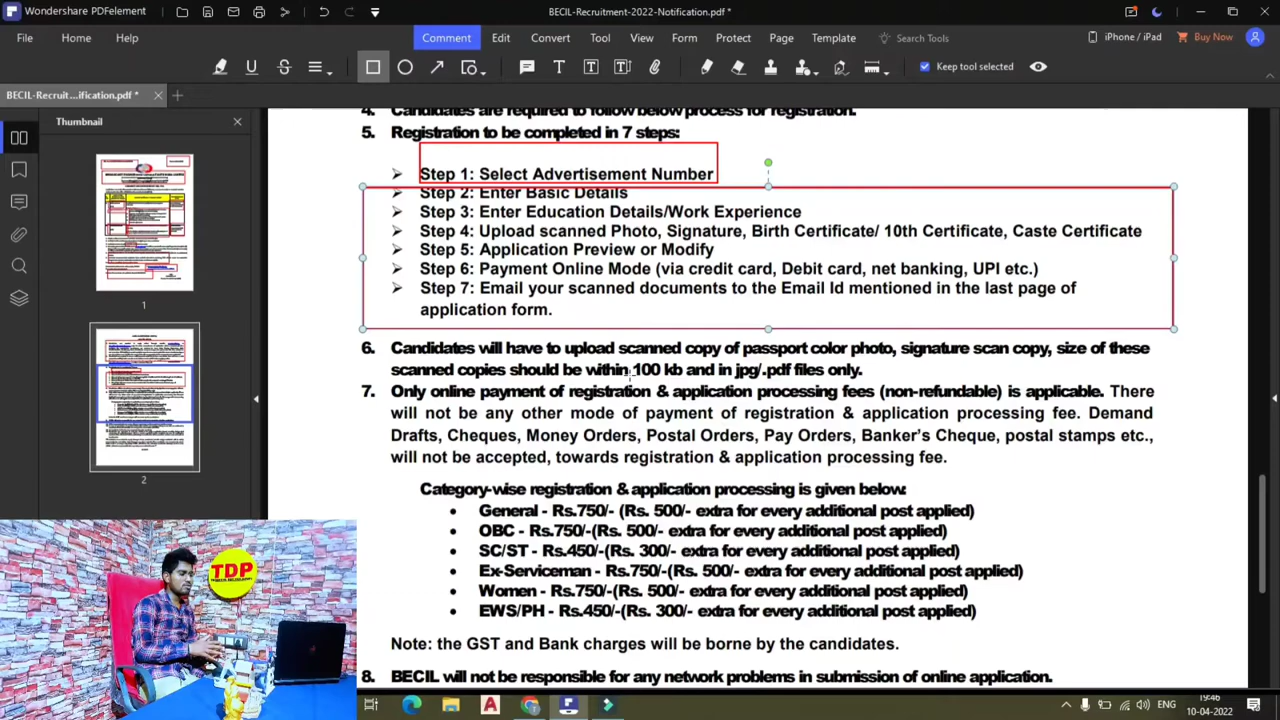 Wondershare PDFelement
BECIL-Recruitment-2022-Notification.pdf *
File Home Help Comment Edit Convert Tool View Form Protect Page Template Search Tools iPhone / iPad Buy Now
Keep tool selected
BECIL-Recruit...ification.pdf *
Thumbnail
1
2
4. Candidates are required to follow below process for registration.
5. Registration to be completed in 7 steps:
Step 1: Select Advertisement Number
Step 2: Enter Basic Details
Step 3: Enter Education Details/Work Experience
Step 4: Upload scanned Photo, Signature, Birth Certificate/ 10th Certificate, Caste Certificate
Step 5: Application Preview or Modify
Step 6: Payment Online Mode (via credit card, Debit card, net banking, UPI etc.)
Step 7: Email your scanned documents to the Email Id mentioned in the last page of
application form.
6. Candidates will have to upload scanned copy of passport color photo, signature scan copy, size of these
scanned copies should be within 100 kb and in jpg/.pdf files only.
7. Only online payment of registration & application processing fees (non-refundable) is applicable. There
will not be any other mode of payment of registration & application processing fee. Demand
Drafts, Cheques, Money Orders, Postal Orders, Pay Orders, Banker's Cheque, postal stamps etc.,
will not be accepted, towards registration & application processing fee.
Category-wise registration & application processing is given below:
• General - Rs.750/- (Rs. 500/- extra for every additional post applied)
• OBC - Rs.750/-(Rs. 500/- extra for every additional post applied)
• SC/ST - Rs.450/-(Rs. 300/- extra for every additional post applied)
• Ex-Serviceman - Rs.750/-(Rs. 500/- extra for every additional post applied)
• Women - Rs.750/-(Rs. 500/- extra for every additional post applied)
• EWS/PH - Rs.450/-(Rs. 300/- extra for every additional post applied)
Note: the GST and Bank charges will be borne by the candidates.
8. BECIL will not be responsible for any network problems in submission of online application.
TDP
ENG
19:46
10-04-2022